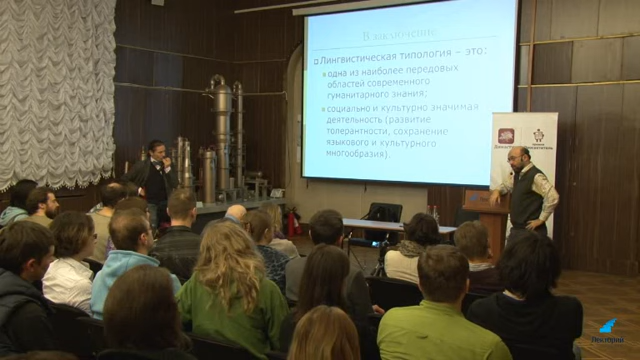 В заключение
Лингвистическая типология – это:
одна из наиболее передовых
областей современного
гуманитарного знания;
социально и культурно значимая
деятельность (развитие
толерантности, сохранение
языкового и культурного
многообразия).
Лекторий